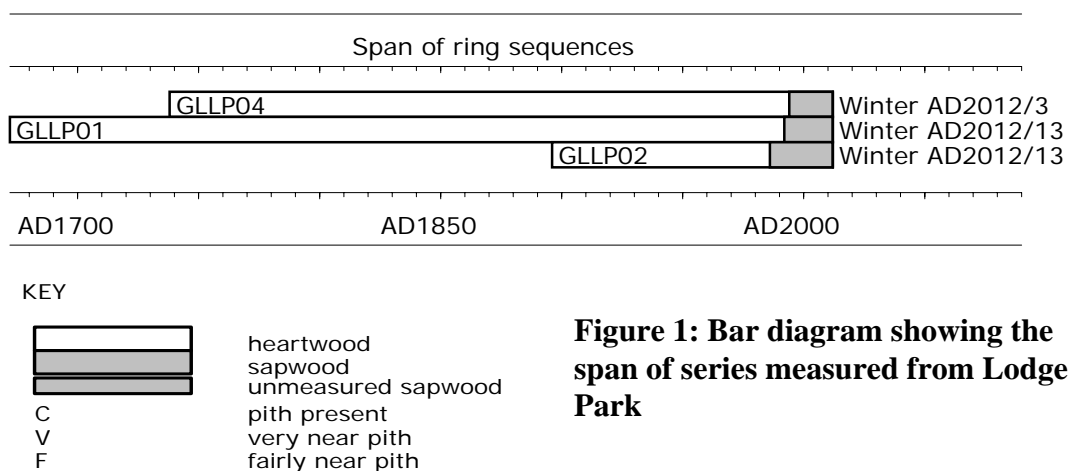 Span of ring sequences
GLLP04 Winter AD2012/3
GLLP01 Winter AD2012/13
GLLP02 Winter AD2012/13
AD1700 AD1850 AD2000
KEY
heartwood
sapwood
unmeasured sapwood
C pith present
V very near pith
F fairly near pith
Figure 1: Bar diagram showing the
span of series measured from Lodge
Park